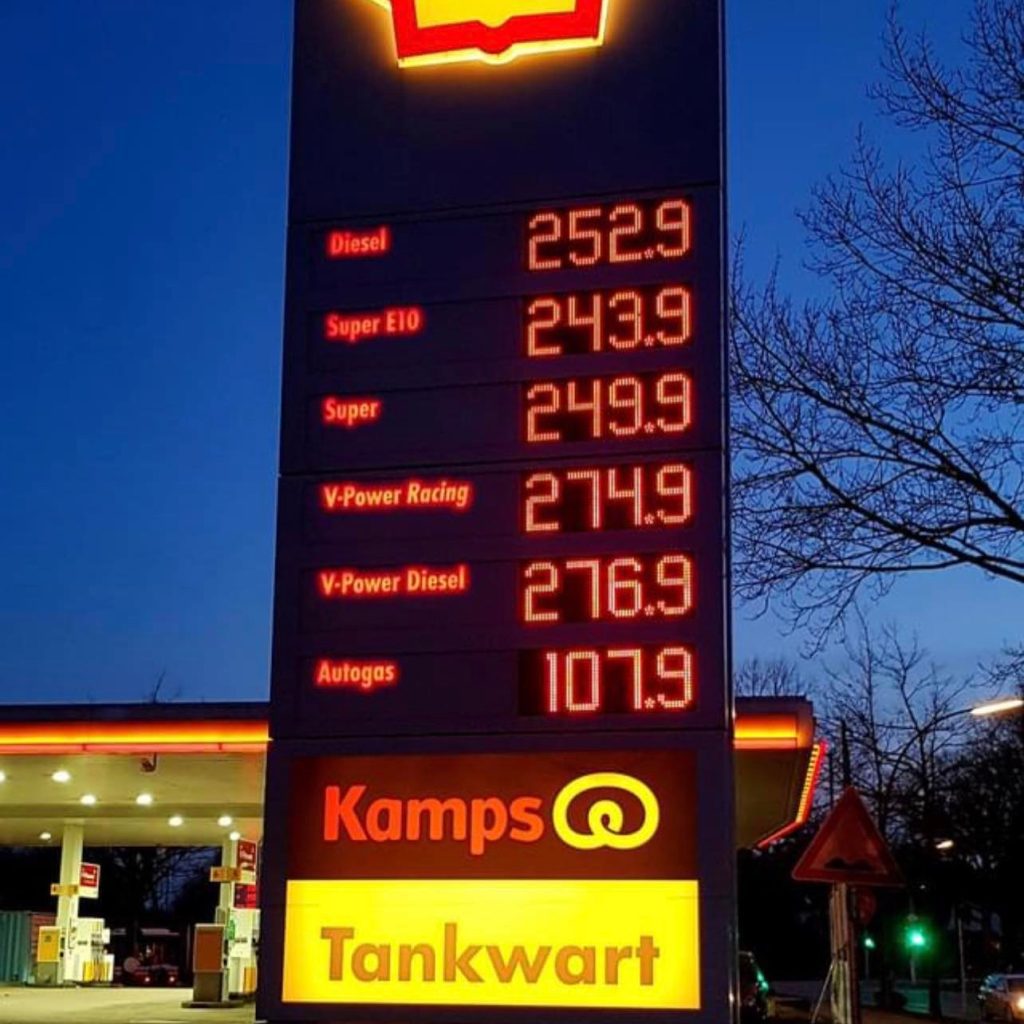 Diesel 252.9
Super E10 243.9
Super 249.9
V-Power Racing 274.9
V-Power Diesel 276.9
Autogas 107.9
Kamps
Tankwart